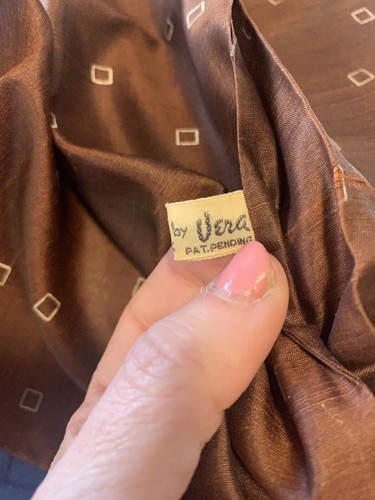 by Vera
PAT. PENDING